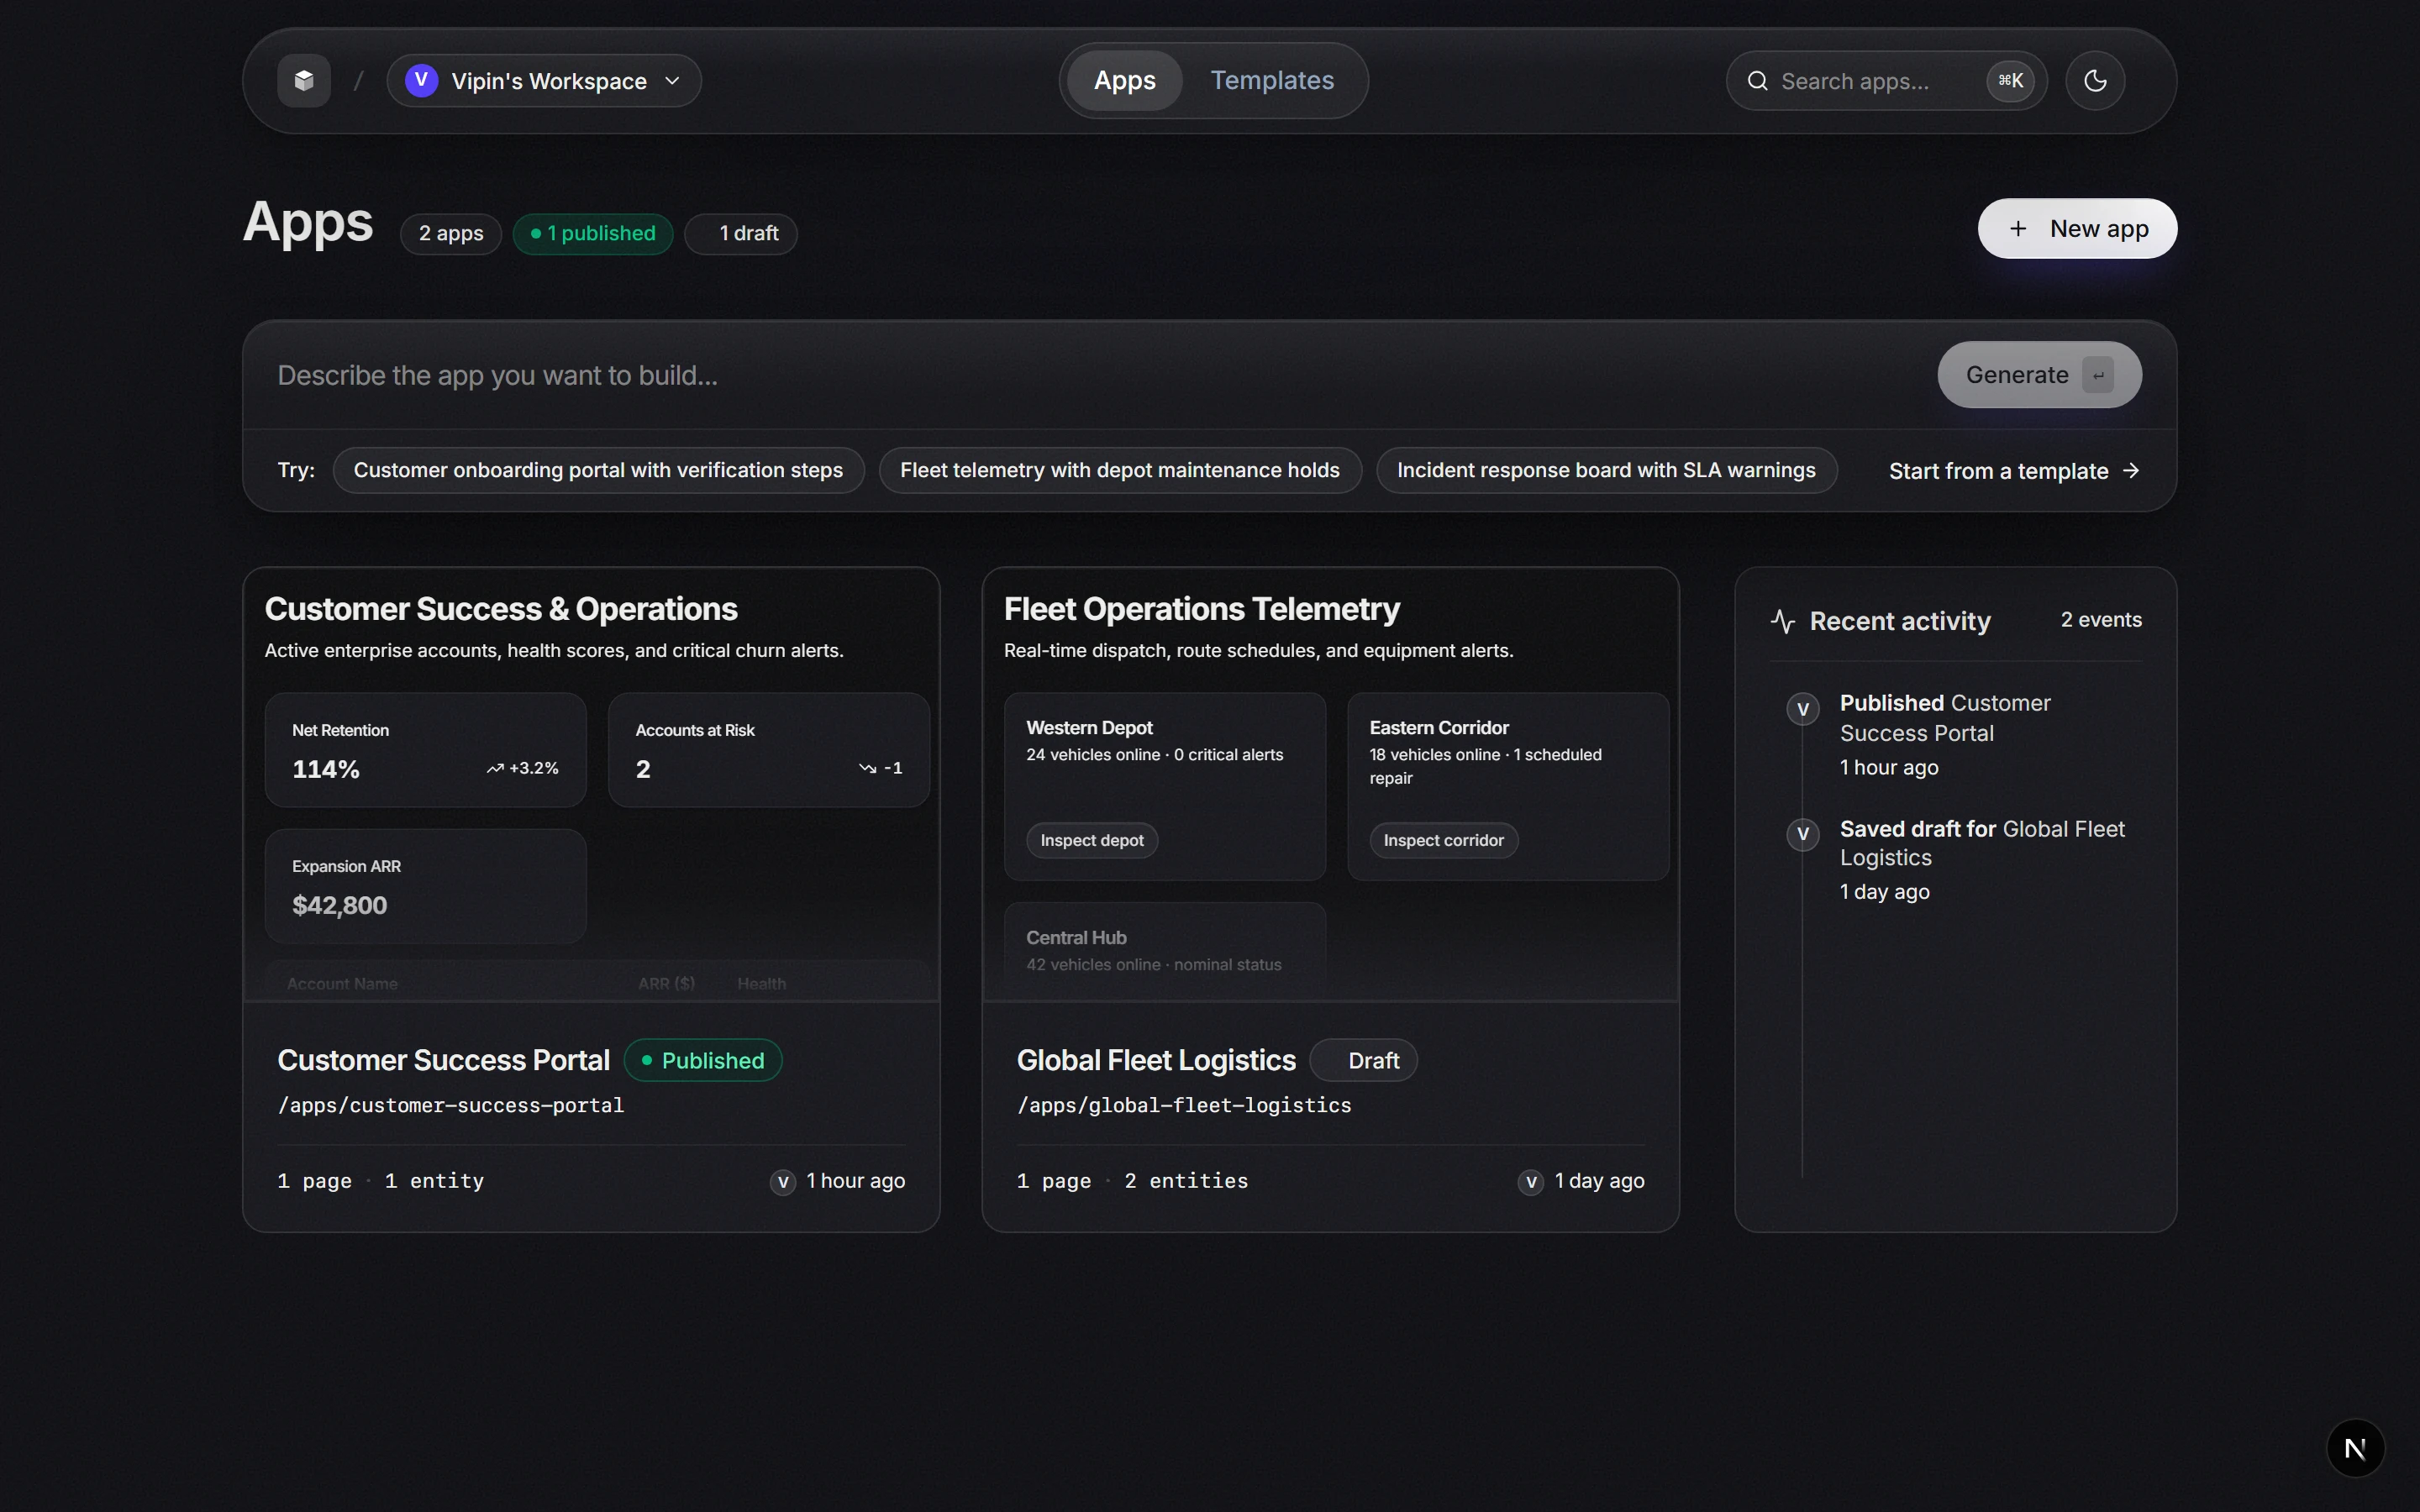 /
V
Vipin's Workspace
Apps
Templates
Search apps...
⌘K
Apps
2 apps
1 published
1 draft
+ New app
Describe the app you want to build...
Generate ↵
Try:
Customer onboarding portal with verification steps
Fleet telemetry with depot maintenance holds
Incident response board with SLA warnings
Start from a template →
Customer Success & Operations
Active enterprise accounts, health scores, and critical churn alerts.
Net Retention
114%
+3.2%
Accounts at Risk
2
-1
Expansion ARR
$42,800
Account Name
ARR ($)
Health
Customer Success Portal
Published
/apps/customer-success-portal
1 page · 1 entity
V
1 hour ago
Fleet Operations Telemetry
Real-time dispatch, route schedules, and equipment alerts.
Western Depot
24 vehicles online · 0 critical alerts
Inspect depot
Eastern Corridor
18 vehicles online · 1 scheduled
repair
Inspect corridor
Central Hub
42 vehicles online · nominal status
Global Fleet Logistics
Draft
/apps/global-fleet-logistics
1 page · 2 entities
V
1 day ago
Recent activity
2 events
V
Published Customer
Success Portal
1 hour ago
V
Saved draft for Global Fleet
Logistics
1 day ago
N